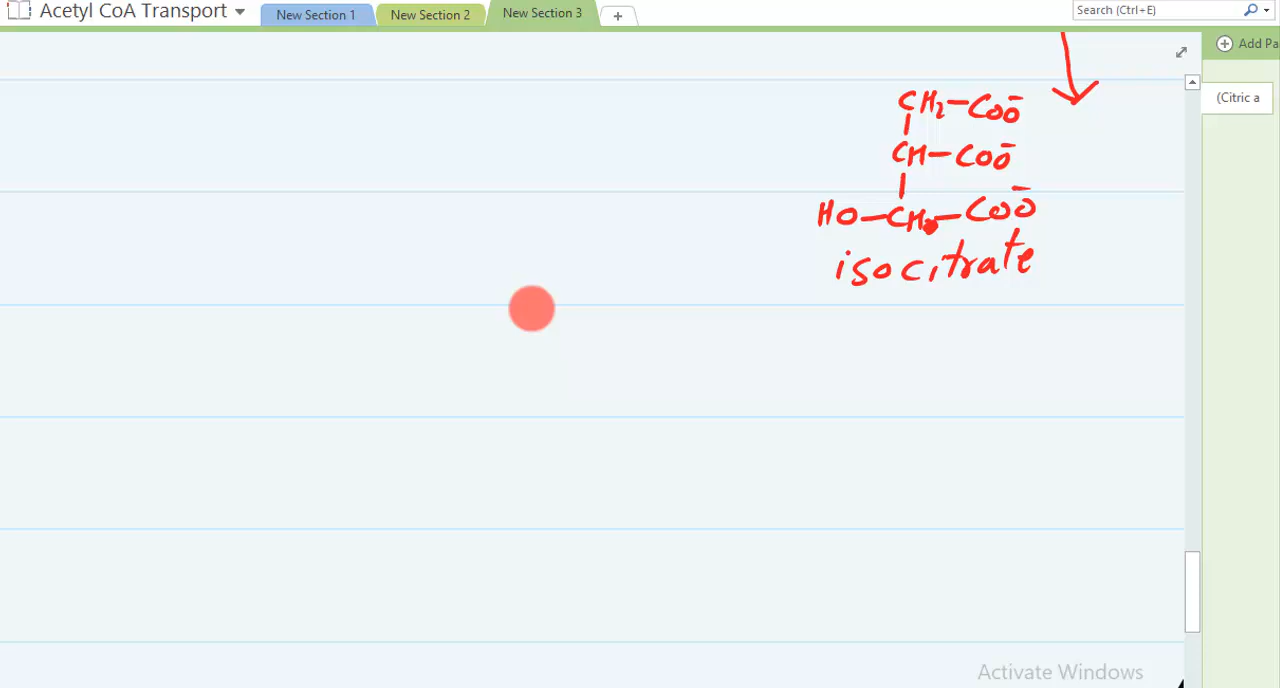 Acetyl CoA Transport
New Section 1
New Section 2
New Section 3
+
Search (Ctrl+E)
Add Pa
(Citric a
CH₂—COO⁻
CH—COO⁻
HO—CH—COO⁻
isocitrate
Activate Windows